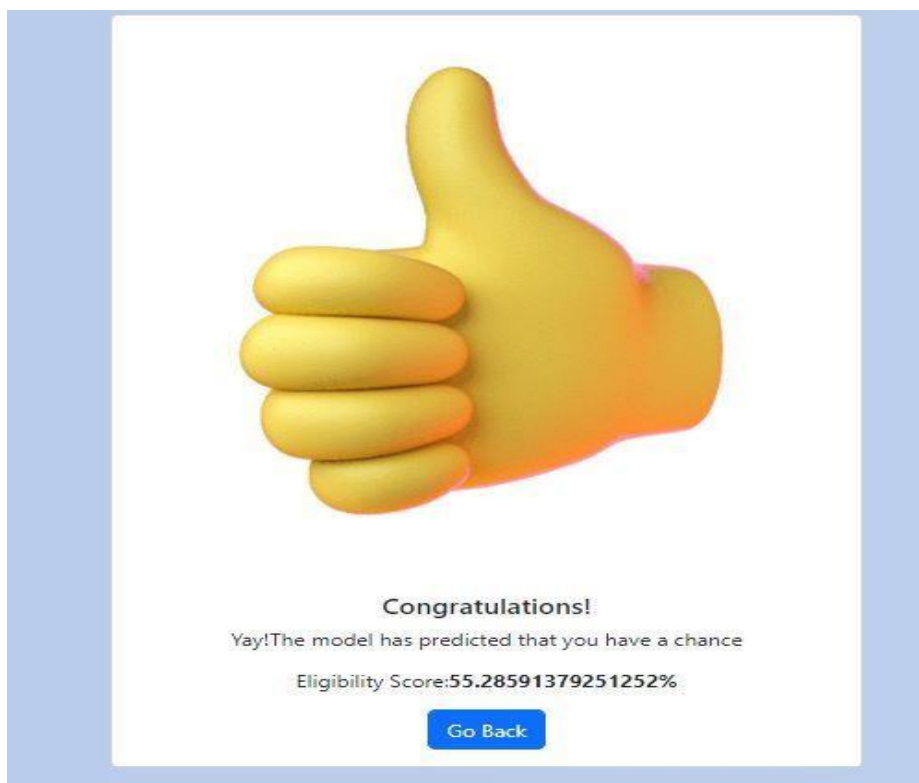 Congratulations!
Yay!The model has predicted that you have a chance
Eligibility Score:55.28591379251252%
Go Back